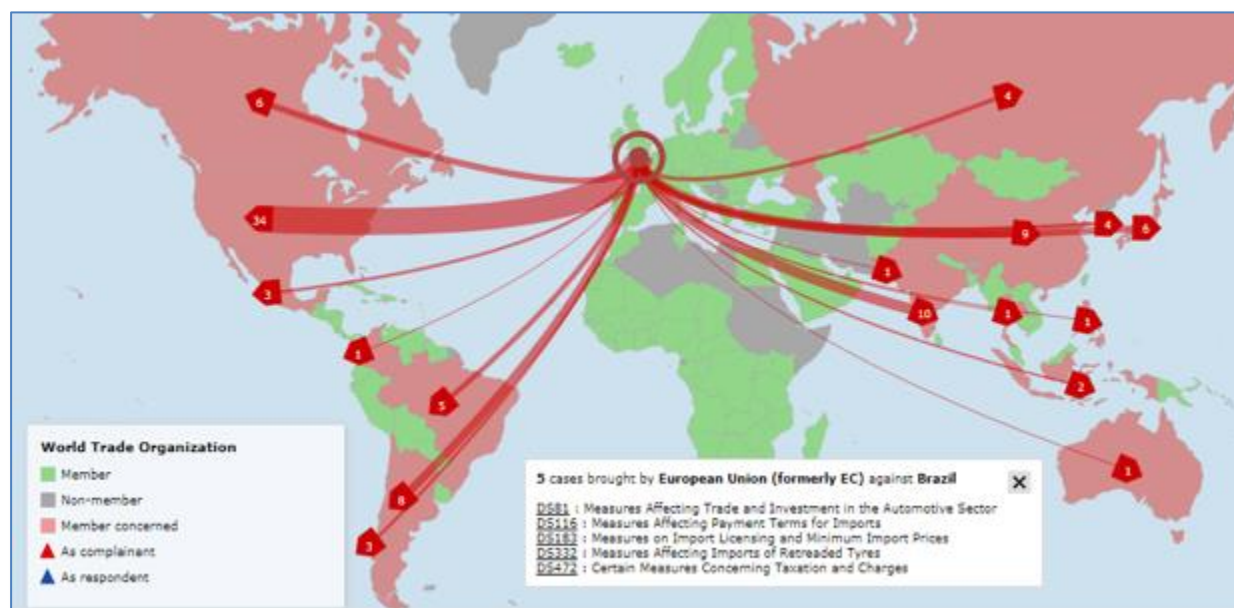 6
4
34
9
4
6
3
1
10
1
1
1
2
5
8
3
1
World Trade Organization
Member
Non-member
Member concerned
As complainant
As respondent
5 cases brought by European Union (formerly EC) against Brazil
DS81 : Measures Affecting Trade and Investment in the Automotive Sector
DS116 : Measures Affecting Payment Terms for Imports
DS183 : Measures on Import Licensing and Minimum Import Prices
DS332 : Measures Affecting Imports of Retreaded Tyres
DS472 : Certain Measures Concerning Taxation and Charges